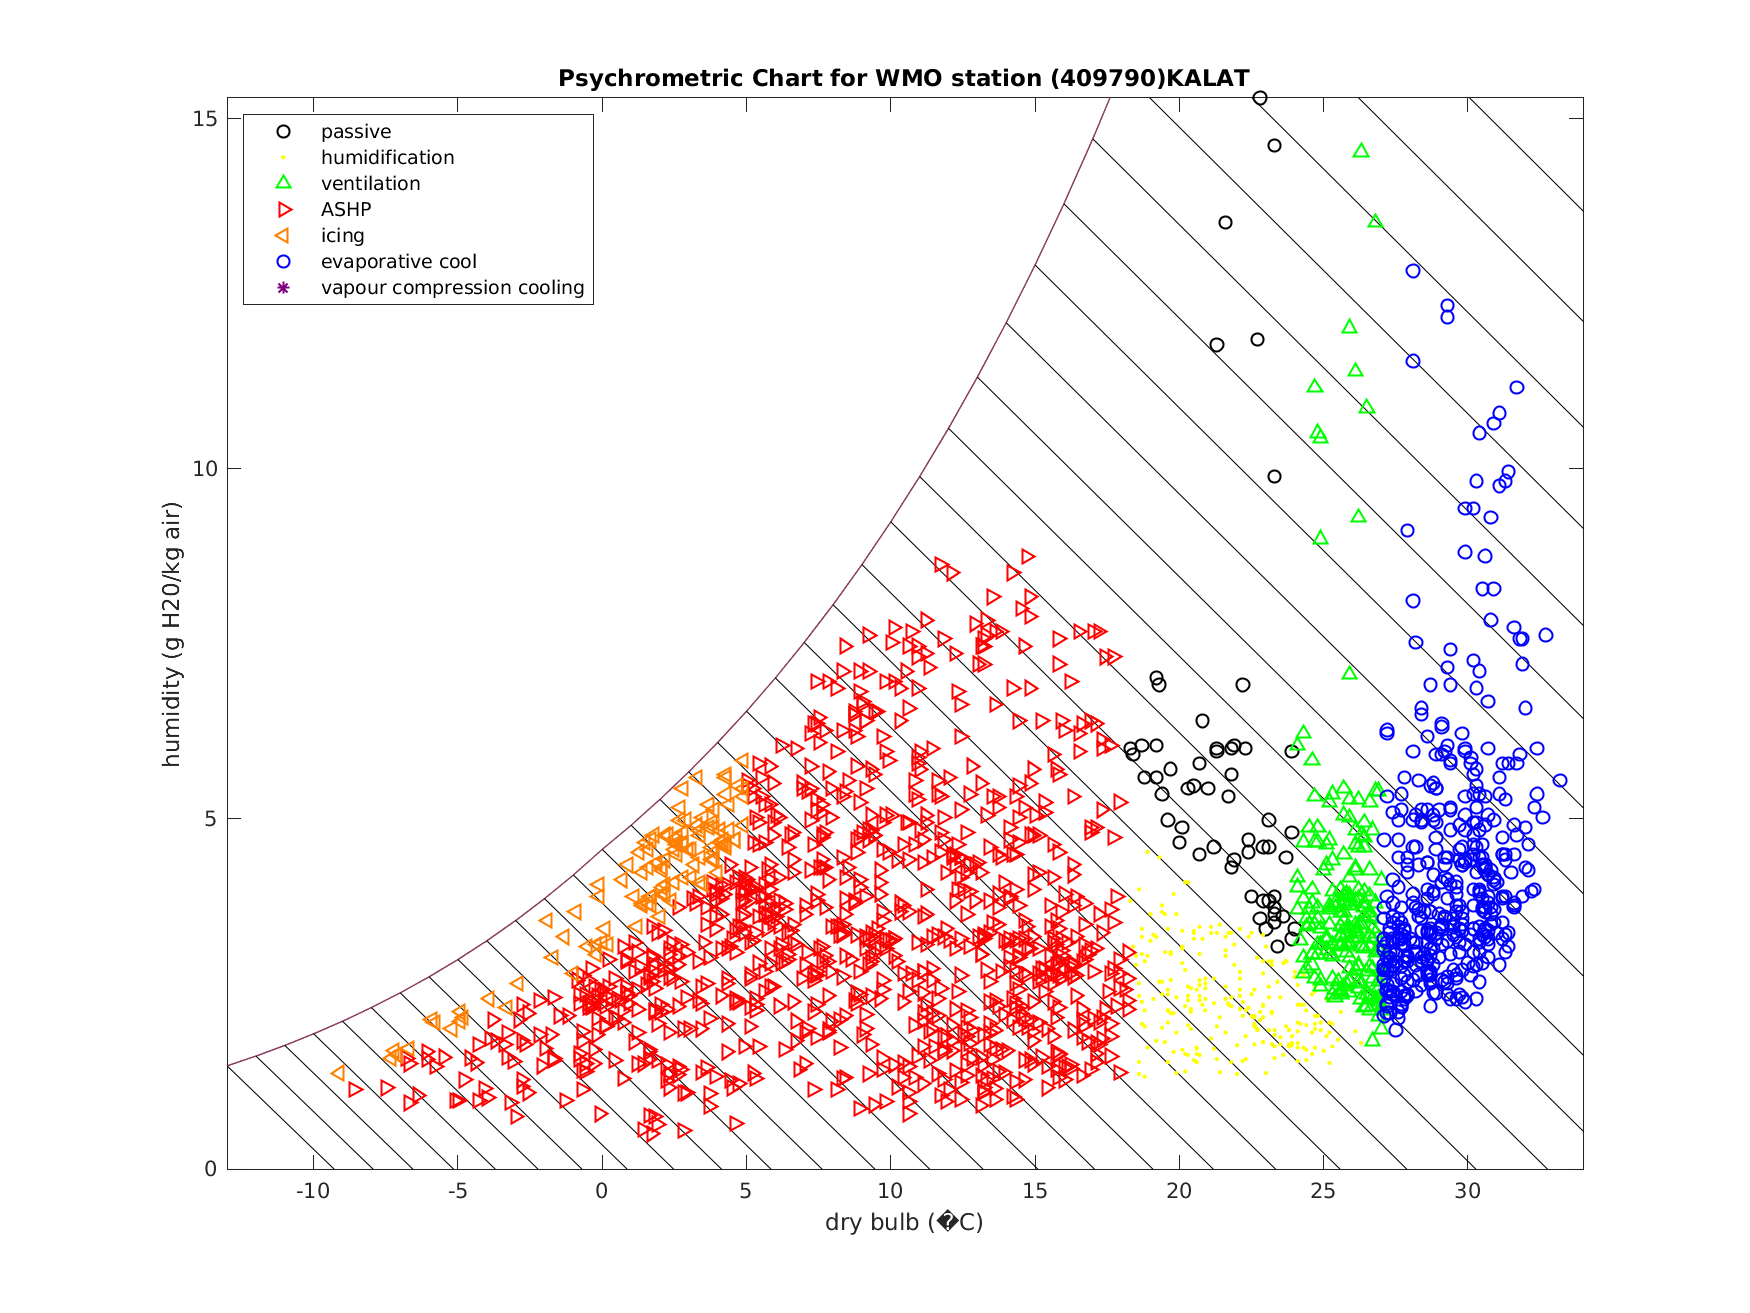 Psychrometric Chart for WMO station (409790)KALAT
passive
humidification
ventilation
ASHP
icing
evaporative cool
vapour compression cooling
15
10
5
0
humidity (g H20/kg air)
-10 -5 0 5 10 15 20 25 30
dry bulb (�C)